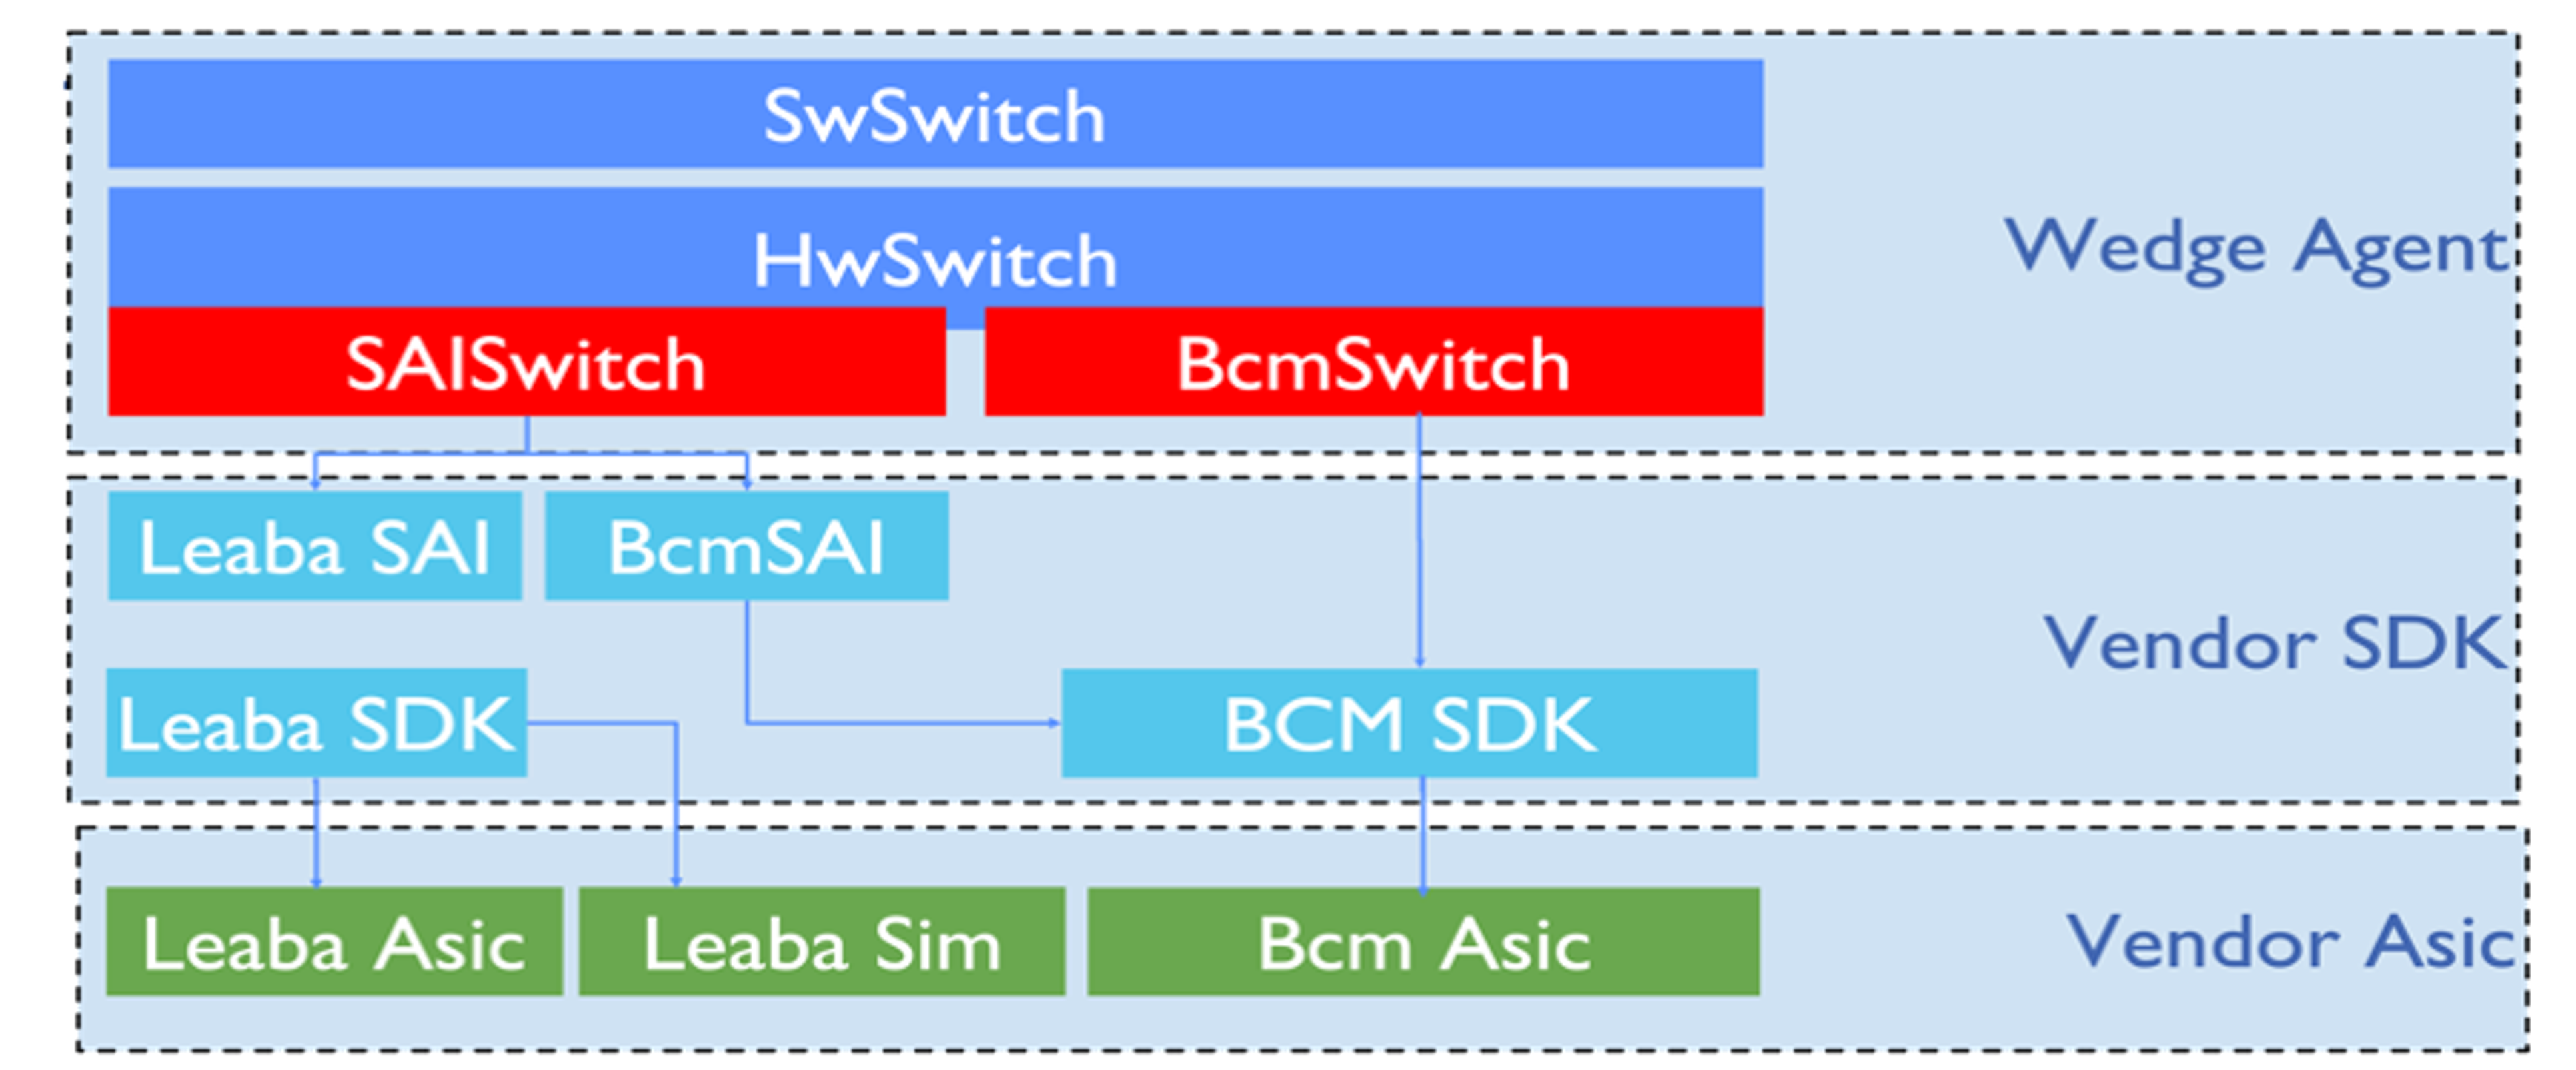 SwSwitch
HwSwitch
Wedge Agent
SAISwitch
BcmSwitch
Leaba SAI
BcmSAI
Vendor SDK
Leaba SDK
BCM SDK
Leaba Asic
Leaba Sim
Bcm Asic
Vendor Asic